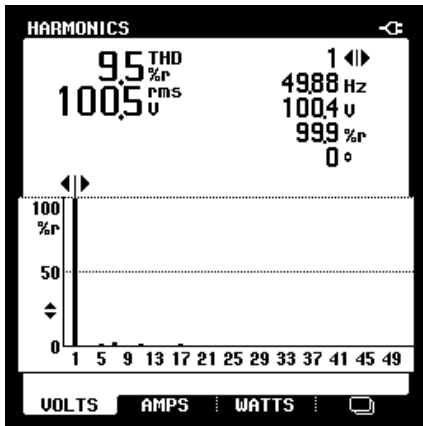 HARMONICS
9.5 THD %r
100.5 rms V
1
49.88 Hz
100.4 V
99.9 %r
0 °
100
%r
50
0
1 5 9 13 17 21 25 29 33 37 41 45 49
VOLTS AMPS WATTS